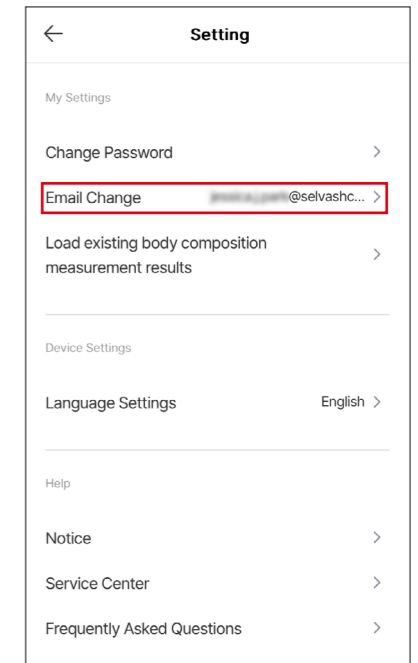 Setting
My Settings
Change Password
Email Change @selvashc...
Load existing body composition
measurement results
Device Settings
Language Settings English
Help
Notice
Service Center
Frequently Asked Questions